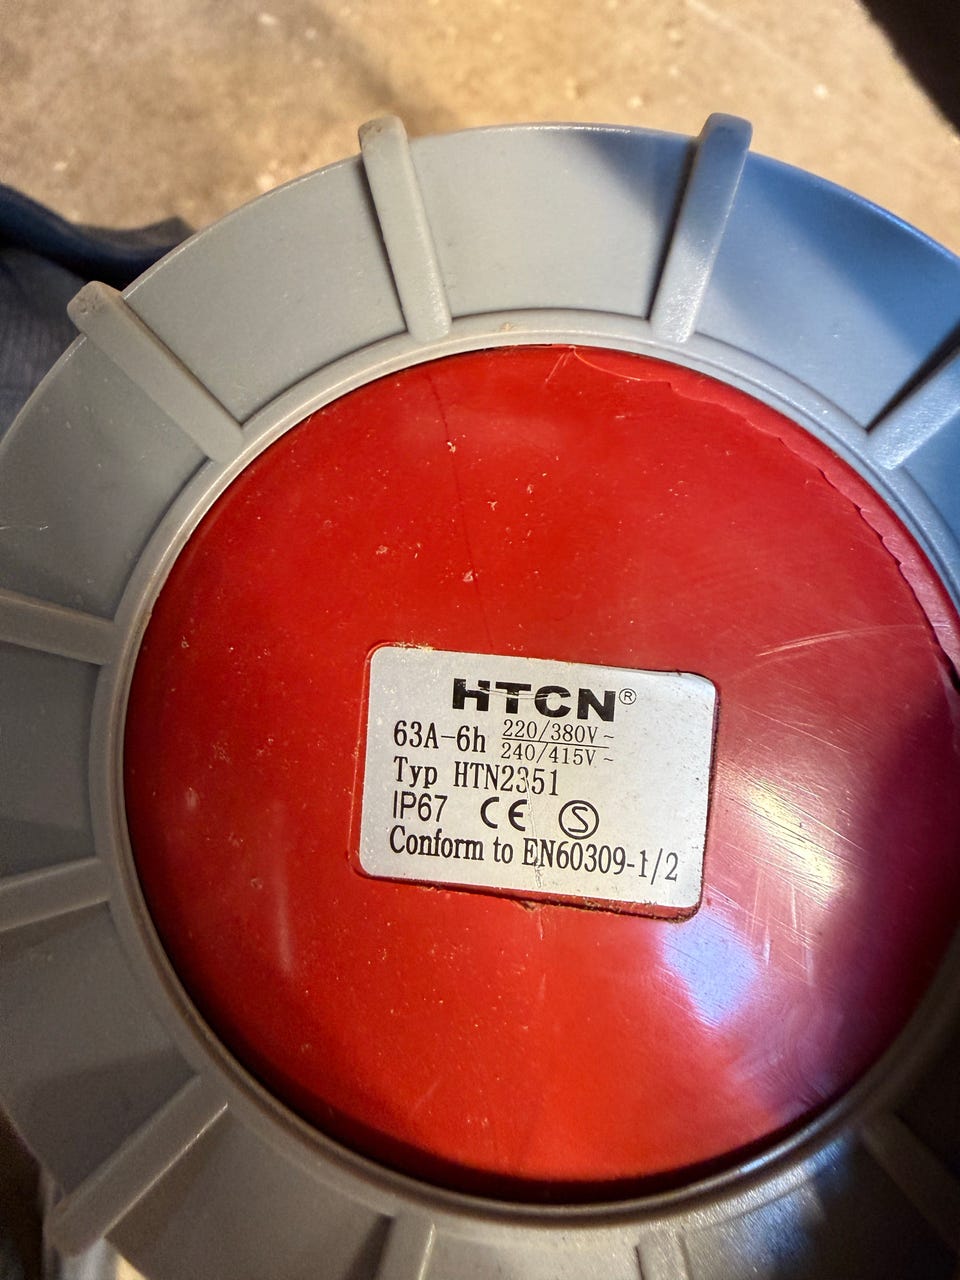 HTCN®
63A-6h 220/380V~
240/415V~
Typ HTN2351
IP67 CE S
Conform to EN60309-1/2